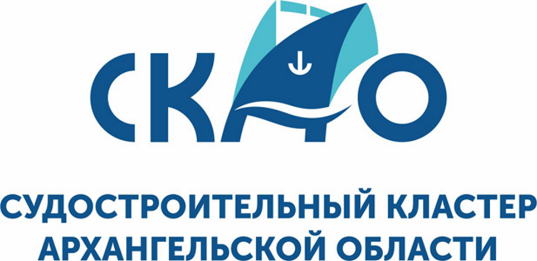 СКАО
СУДОСТРОИТЕЛЬНЫЙ КЛАСТЕР
АРХАНГЕЛЬСКОЙ ОБЛАСТИ